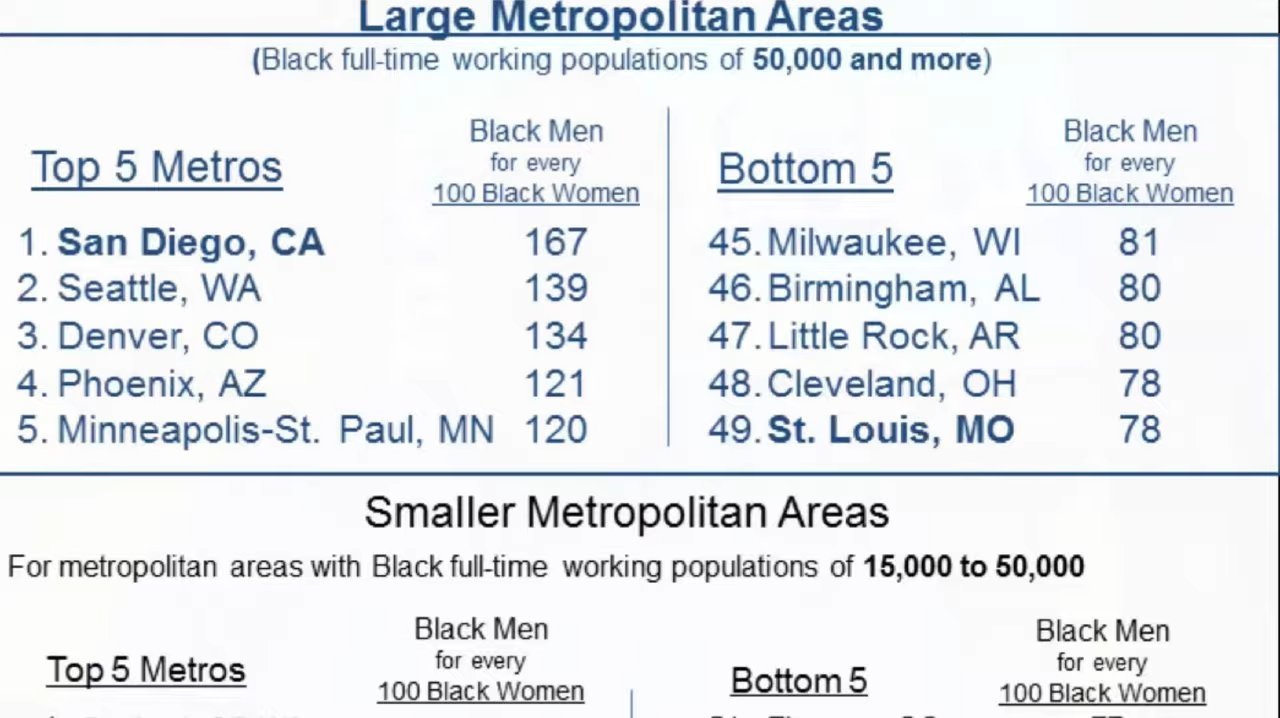 Large Metropolitan Areas
(Black full-time working populations of 50,000 and more)
Top 5 Metros
Black Men
for every
100 Black Women
1. San Diego, CA 167
2. Seattle, WA 139
3. Denver, CO 134
4. Phoenix, AZ 121
5. Minneapolis-St. Paul, MN 120
Bottom 5
Black Men
for every
100 Black Women
45. Milwaukee, WI 81
46. Birmingham, AL 80
47. Little Rock, AR 80
48. Cleveland, OH 78
49. St. Louis, MO 78
Smaller Metropolitan Areas
For metropolitan areas with Black full-time working populations of 15,000 to 50,000
Top 5 Metros
Black Men
for every
100 Black Women
Bottom 5
Black Men
for every
100 Black Women